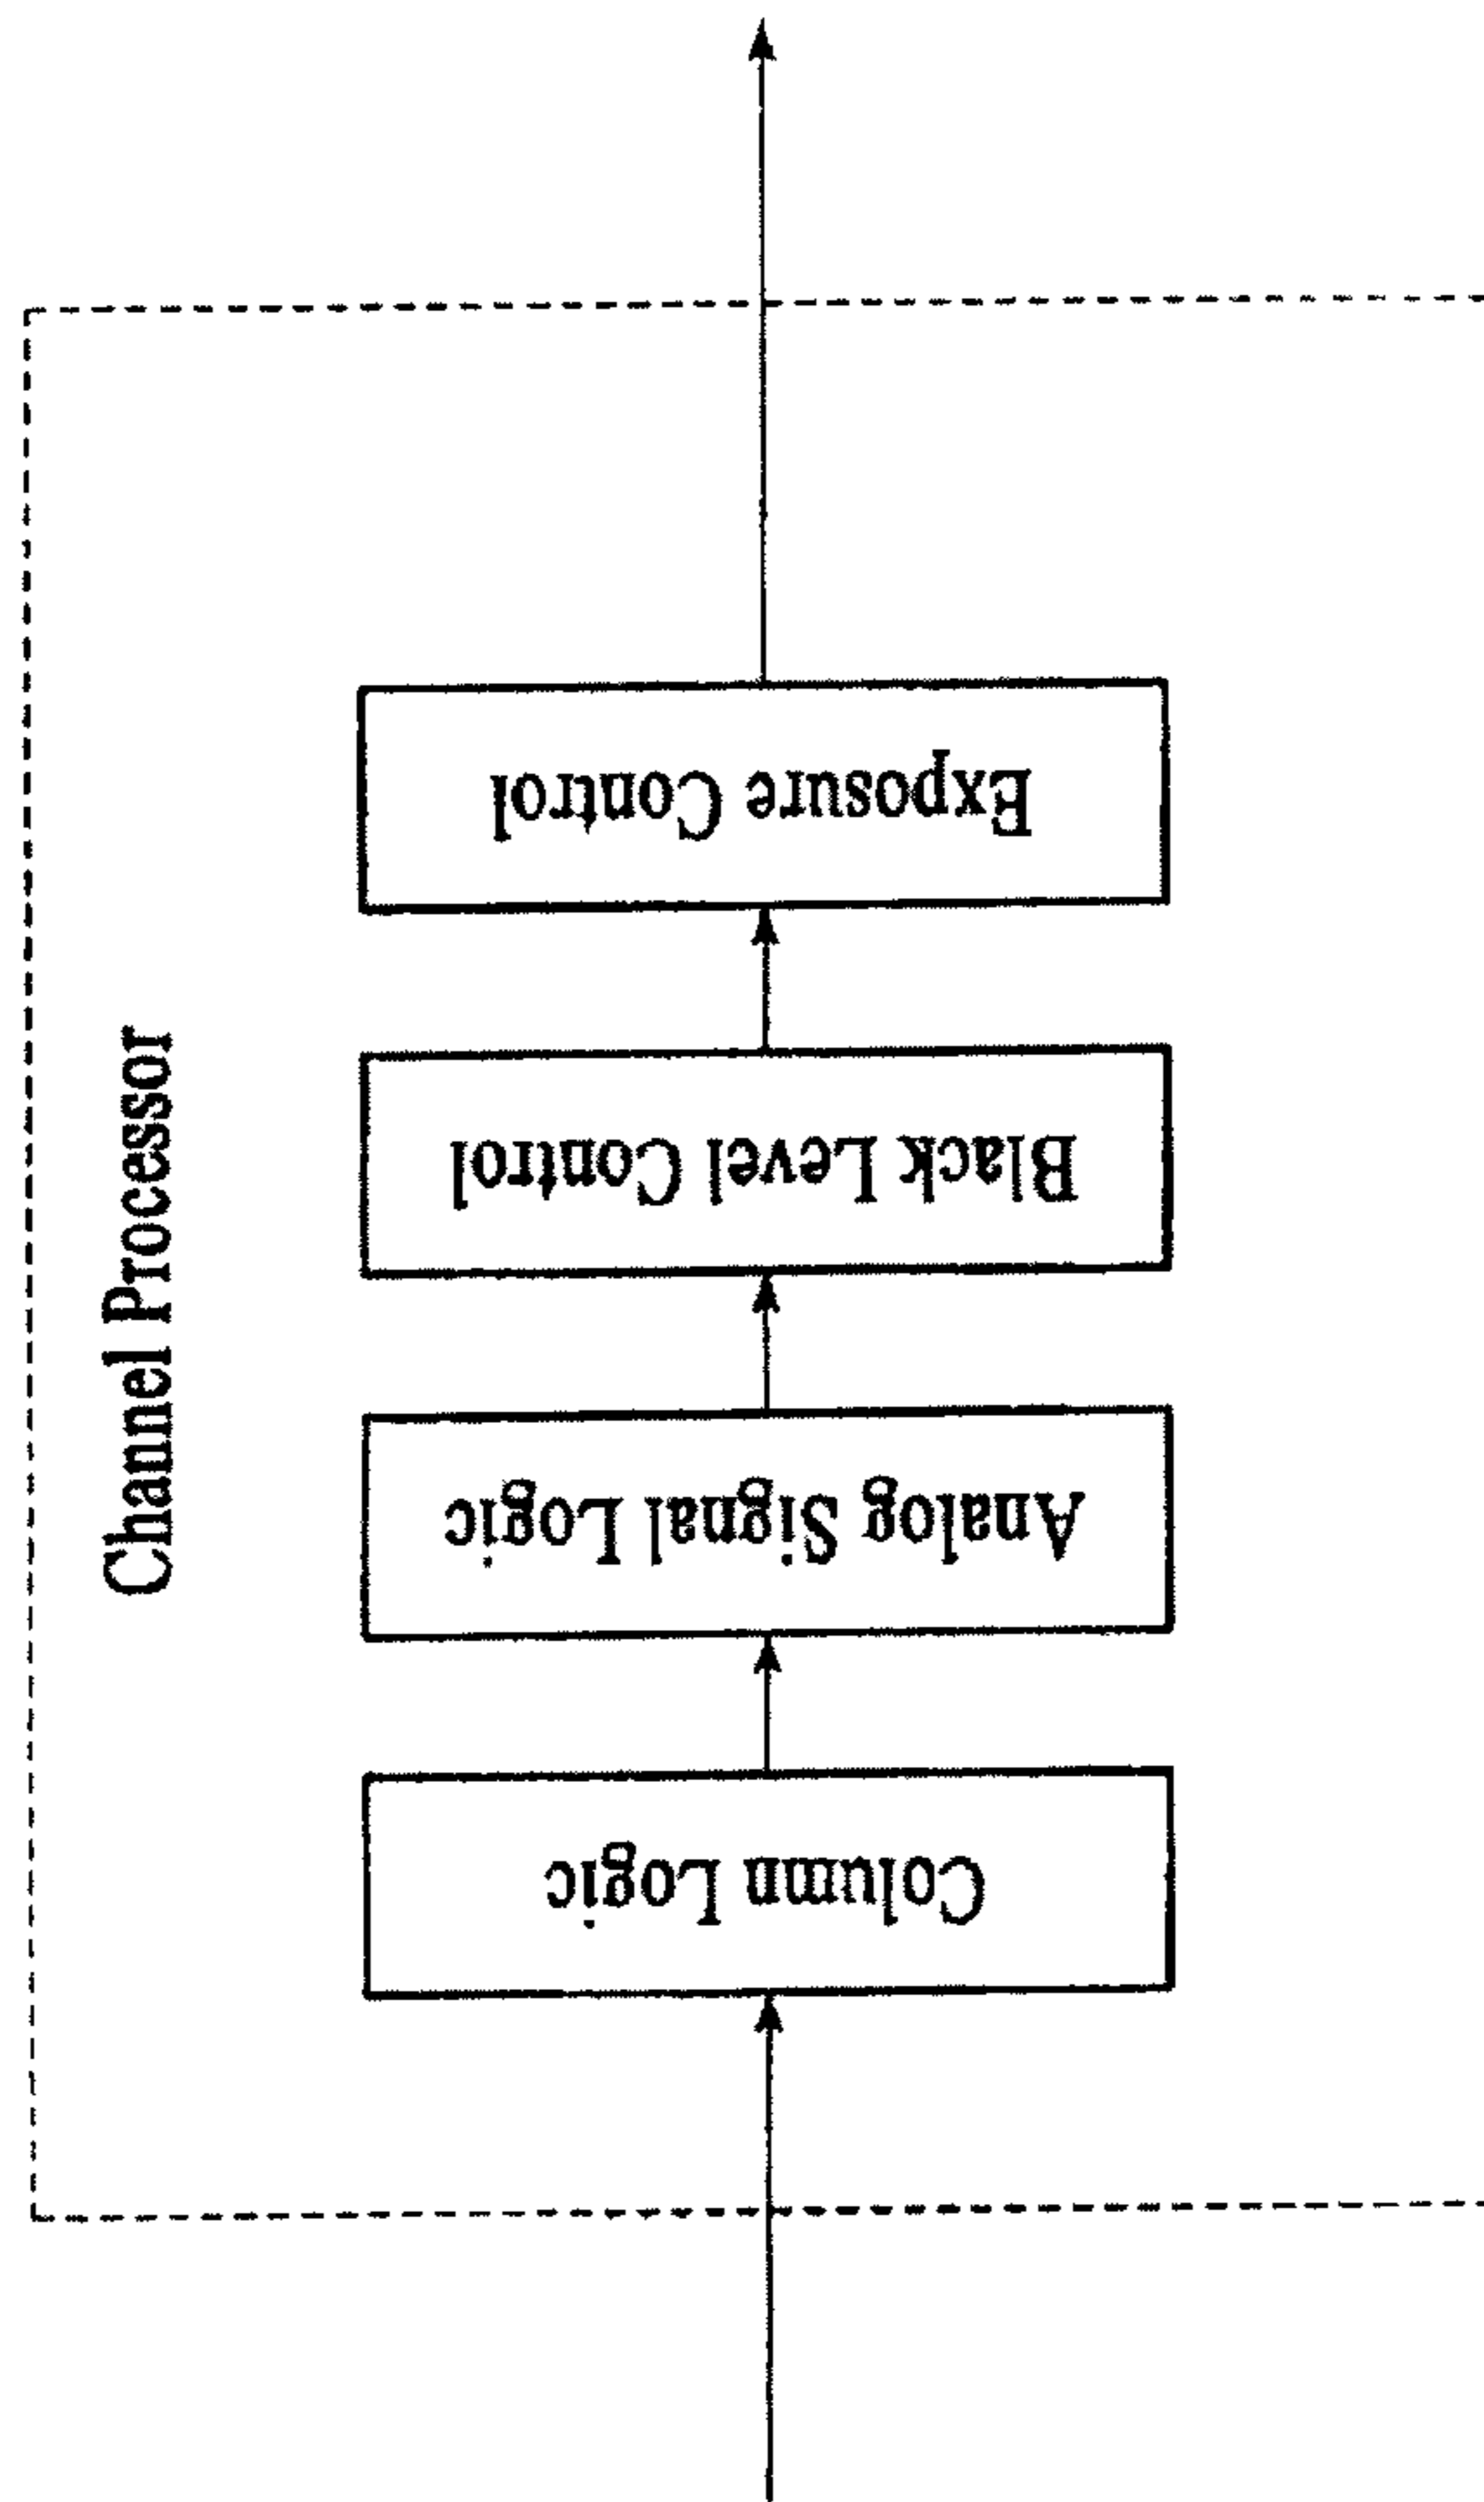 Channel Processor
Column Logic
Analog Signal Logic
Black Level Control
Exposure Control